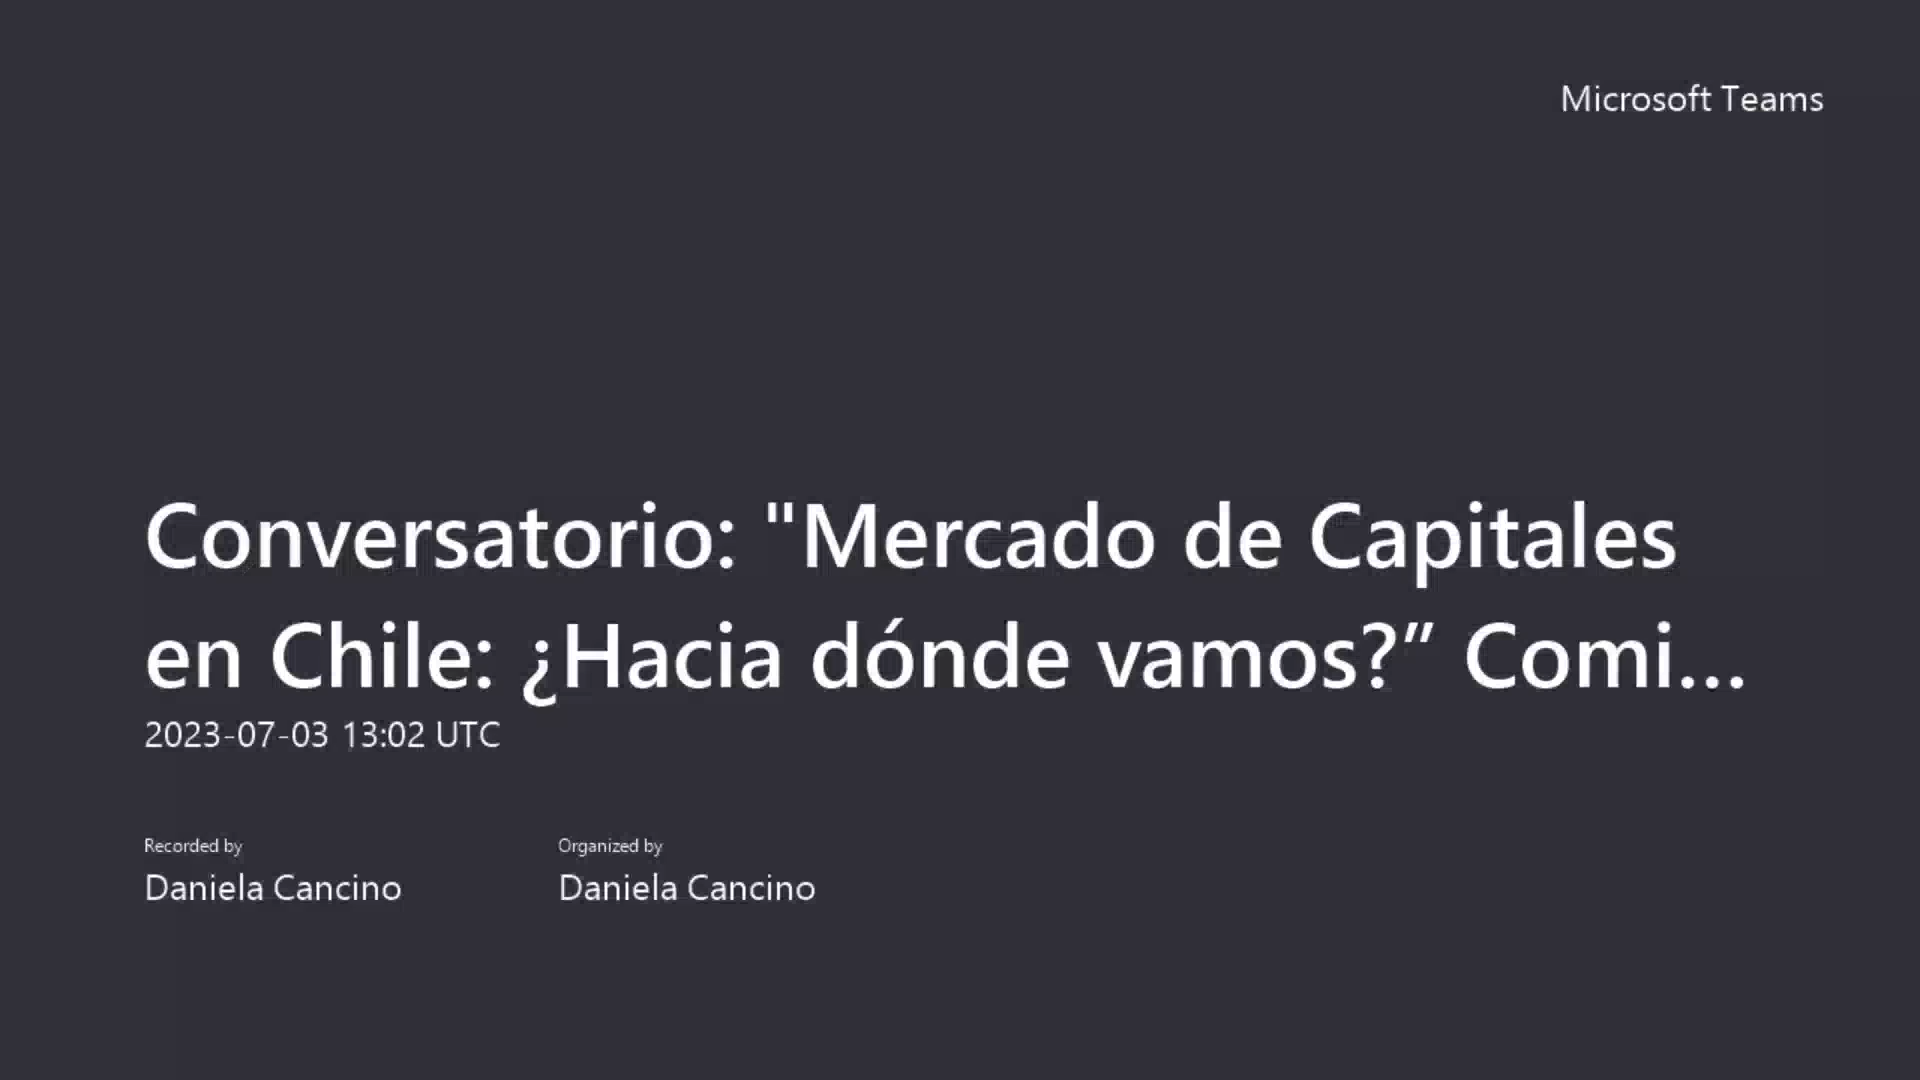 Microsoft Teams
Conversatorio: "Mercado de Capitales
en Chile: ¿Hacia dónde vamos?” Comi...
2023-07-03 13:02 UTC
Recorded by
Organized by
Daniela Cancino
Daniela Cancino